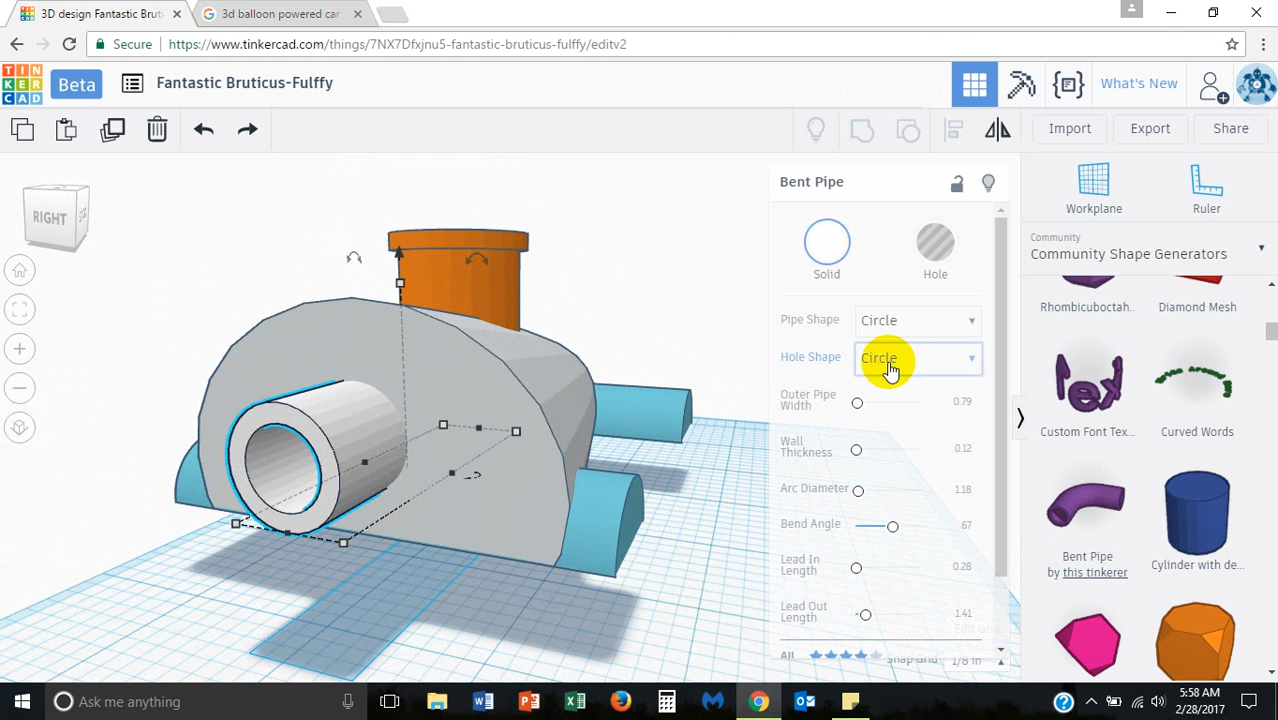 3D design Fantastic Bruti
3d balloon powered car
Secure
https://www.tinkercad.com/things/7NX7Dfxjnu5-fantastic-bruticus-fulffy/editv2
TIN
KER
CAD
Beta
Fantastic Bruticus-Fulffy
What's New
Import
Export
Share
RIGHT
Bent Pipe
Solid
Hole
Pipe Shape
Circle
Hole Shape
Circle
Outer Pipe
Width
0.79
Wall
Thickness
0.12
Arc Diameter
1.18
Bend Angle
67
Lead In
Length
0.28
Lead Out
Length
1.41
Edit Grid
All
Snap Grid
1/8 in
Workplane
Ruler
Community
Community Shape Generators
Rhombicuboctah..
Diamond Mesh
Custom Font Tex..
Curved Words
Bent Pipe
by this tinkerer
Cylinder with de...
Ask me anything
5:58 AM
2/28/2017